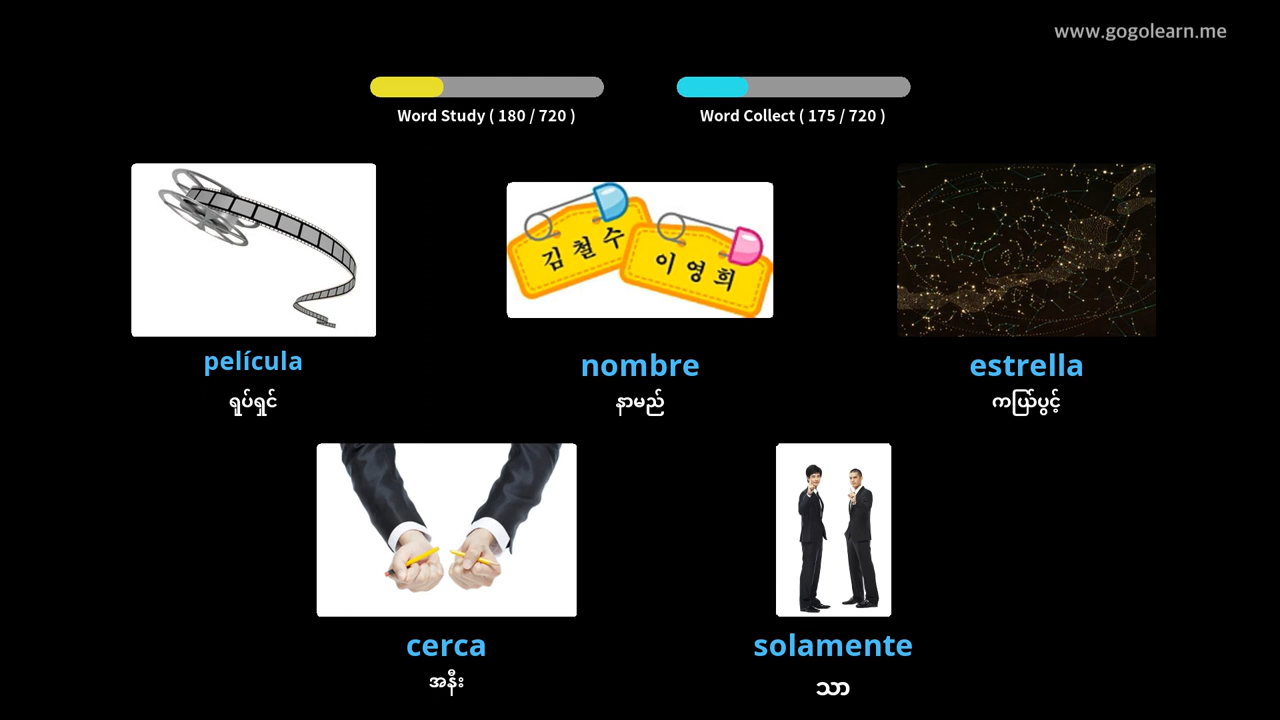 www.gogolearn.me
Word Study ( 180 / 720 )
Word Collect ( 175 / 720 )
김철수
이영희
película
nombre
estrella
ရုပ်ရှင်
နာမည်
ကယ်ြပွင့်
cerca
solamente
အနီး
သာ